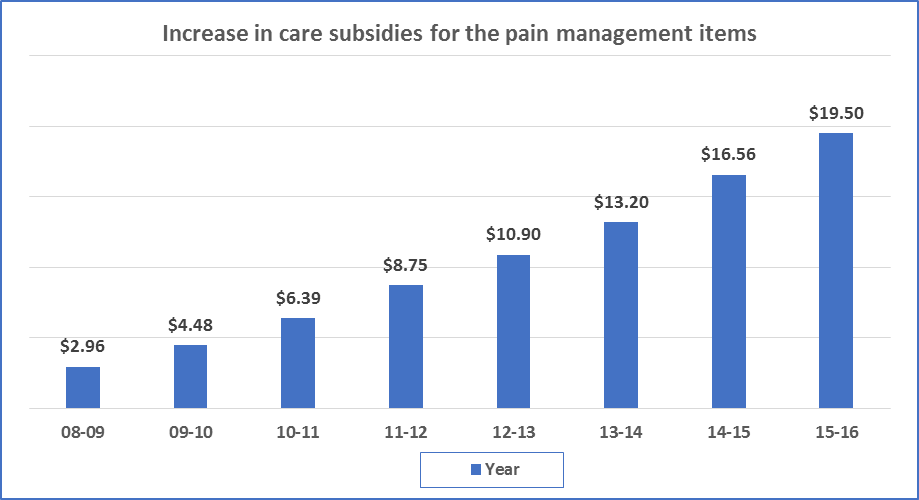 Increase in care subsidies for the pain management items
$19.50
$16.56
$13.20
$10.90
$8.75
$6.39
$4.48
$2.96
08-09 09-10 10-11 11-12 12-13 13-14 14-15 15-16
Year